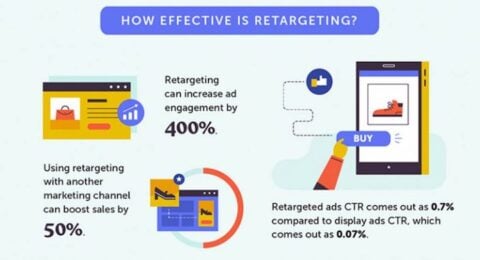 HOW EFFECTIVE IS RETARGETING?
Retargeting
can increase ad
engagement by
400%.
Using retargeting
with another
marketing channel
can boost sales by
50%.
BUY
Retargeted ads CTR comes out as 0.7%
compared to display ads CTR, which
comes out as 0.07%.